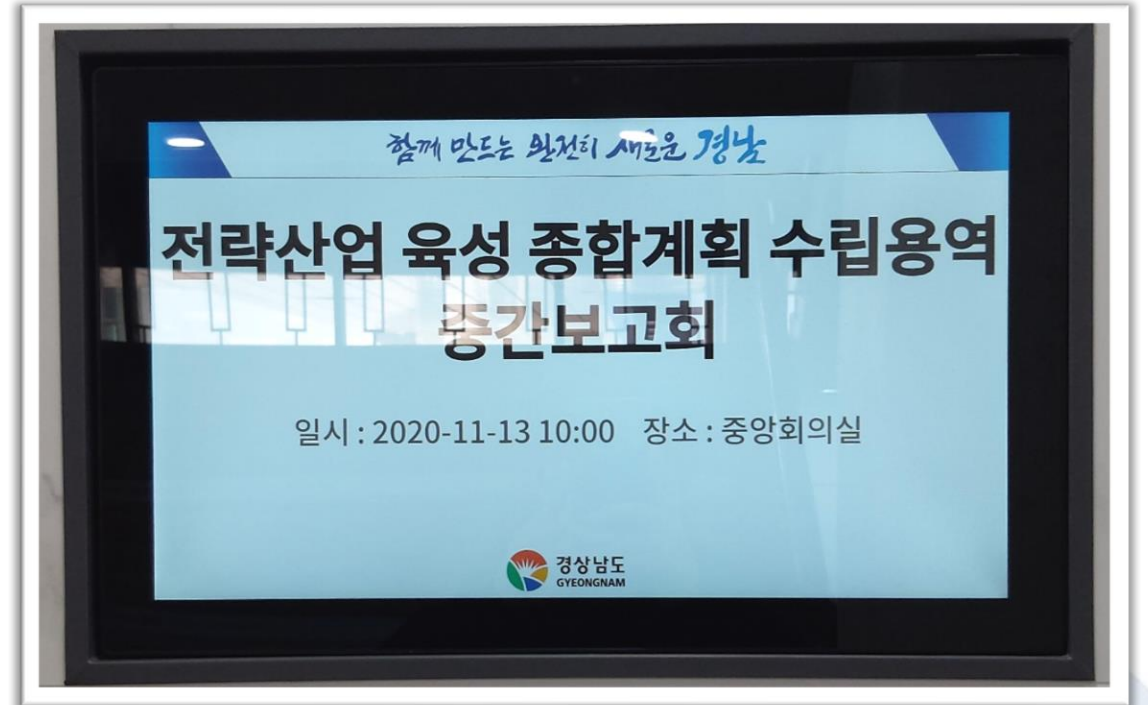 함께 만드는 완전히 새로운 경남
전략산업 육성 종합계획 수립용역
중간보고회
일시 : 2020-11-13 10:00 장소 : 중앙회의실
경상남도
GYEONGNAM